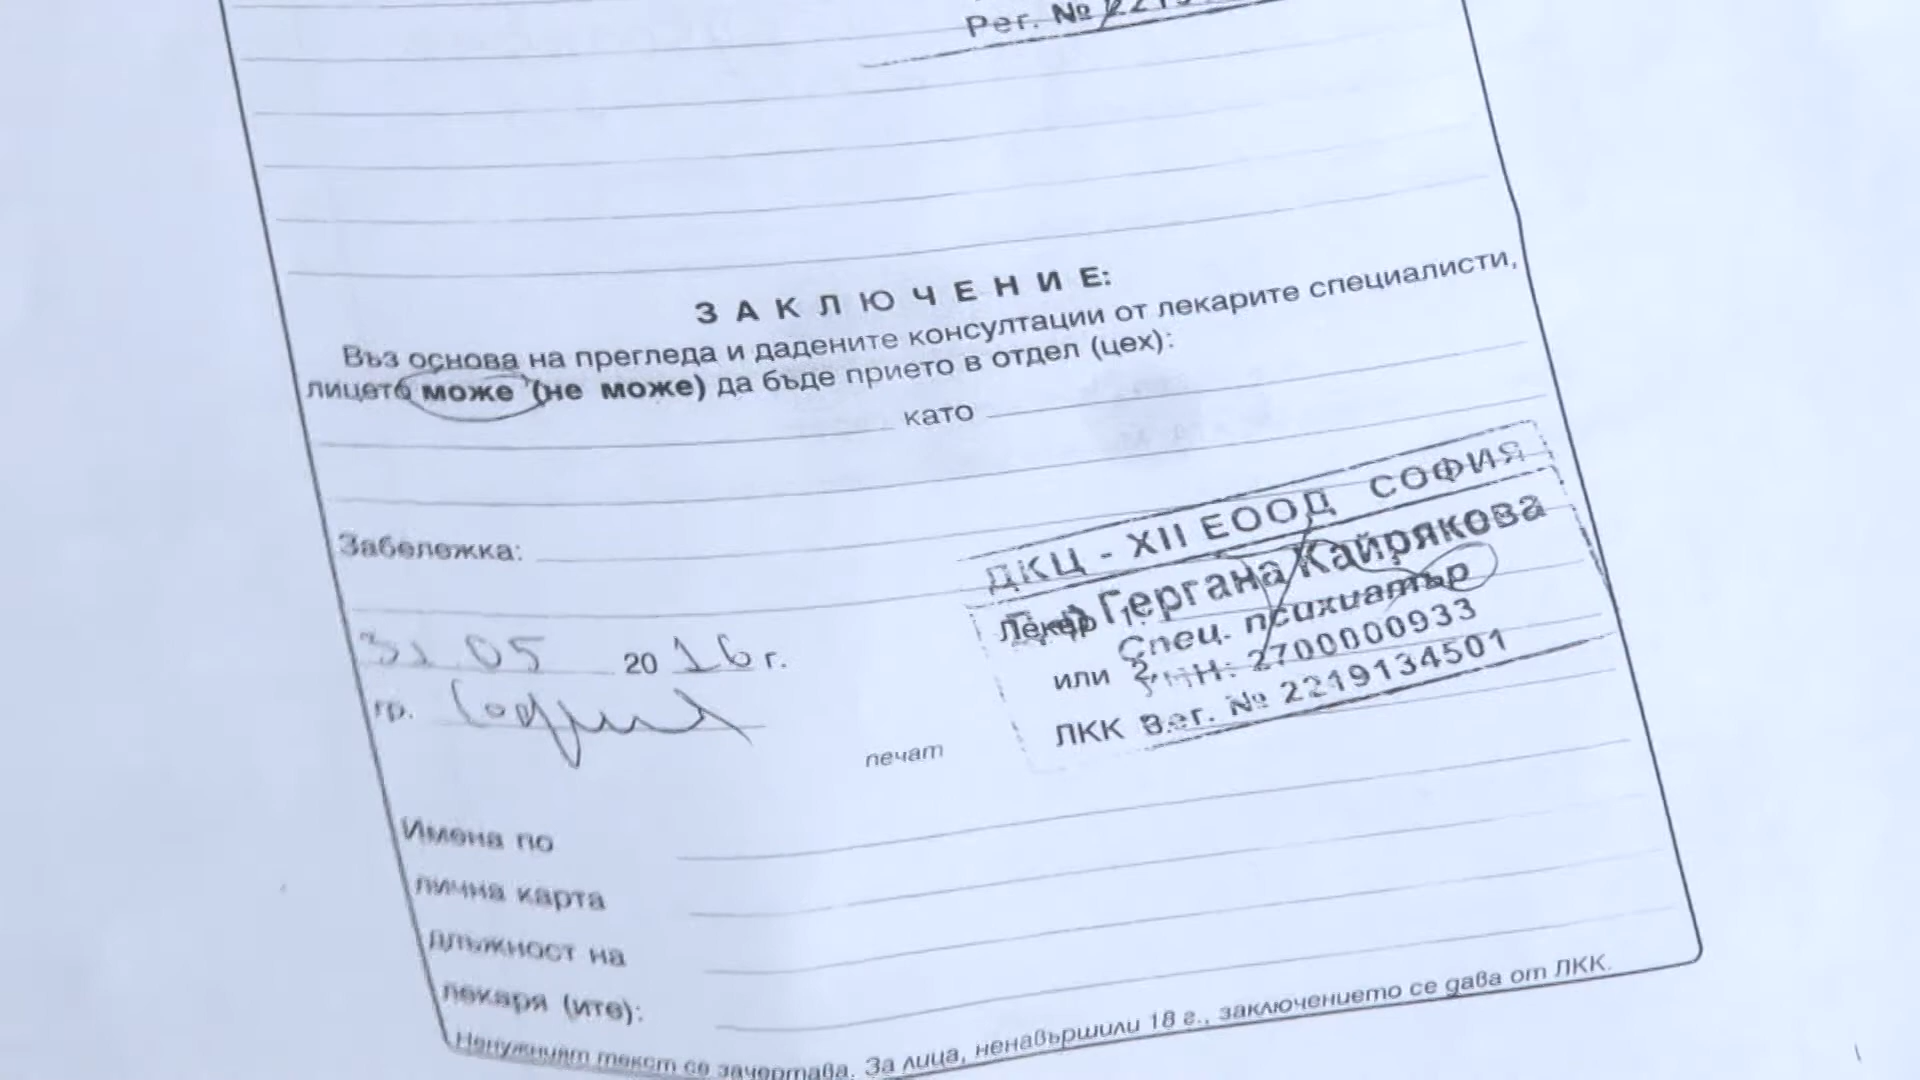 Рег. №
ЗАКЛЮЧЕНИЕ:
Въз основа на прегледа и дадените консултации от лекарите специалисти,
лицето може (не може) да бъде прието в отдел (цех):
като
Забележка:
ДКЦ - XII ЕООД СОФИЯ
Лекар Гергана Кайрякова
Спец. психиатър
или УИН: 2700000933
ЛКК Рег. № 2219134501
31.05 2016 г.
гр. София
печат
Имена по
лична карта
длъжност на
лекаря (ите):
Ненужният текст се зачертава. За лица, ненавършили 18 г., заключението се дава от ЛКК.